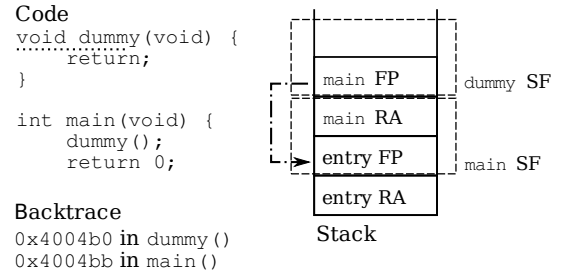 Code
void dummy(void) {
return;
}
int main(void) {
dummy();
return 0;
Backtrace
0x4004b0 in dummy()
0x4004bb in main()
main FP
main RA
entry FP
entry RA
Stack
dummy SF
main SF